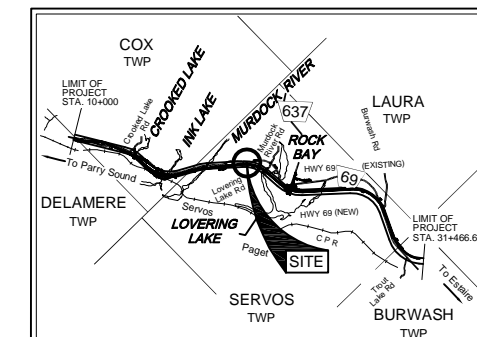 COX
TWP
LIMIT OF
PROJECT
STA. 10+000
Crooked Lake
Rd
CROOKED LAKE
INK LAKE
MURDOCK RIVER
637
Murdock
River Rd
ROCK
BAY
LAURA
TWP
Burwash Rd
HWY 69 (EXISTING)
69
To Parry Sound
DELAMERE
TWP
Lovering
Lake Rd
Servos
LOVERING
LAKE
HWY 69 (NEW)
Paget
CPR
SITE
LIMIT OF
PROJECT
STA. 31+466.6
Trout
Lake Rd
To Estaire
SERVOS
TWP
BURWASH
TWP